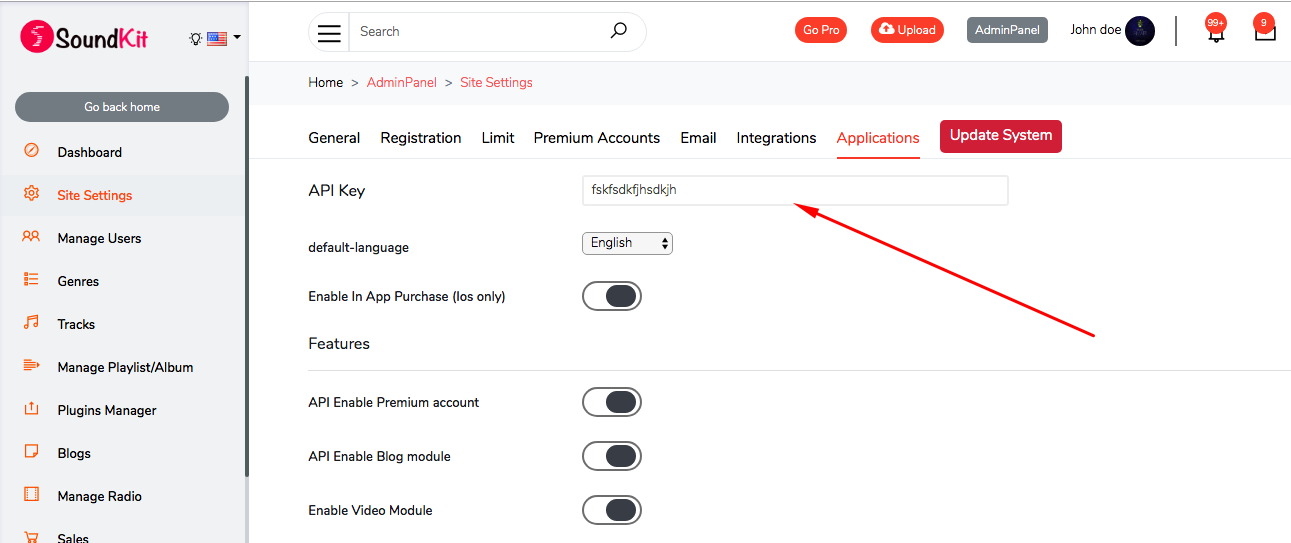 SoundKit
Search
Go Pro
Upload
AdminPanel
John doe
99+
9
Home > AdminPanel > Site Settings
Go back home
Dashboard
Site Settings
Manage Users
Genres
Tracks
Manage Playlist/Album
Plugins Manager
Blogs
Manage Radio
Sales
General Registration Limit Premium Accounts Email Integrations Applications Update System
API Key fskfsdkfjhsdkjh
default-language English
Enable In App Purchase (Ios only)
Features
API Enable Premium account
API Enable Blog module
Enable Video Module